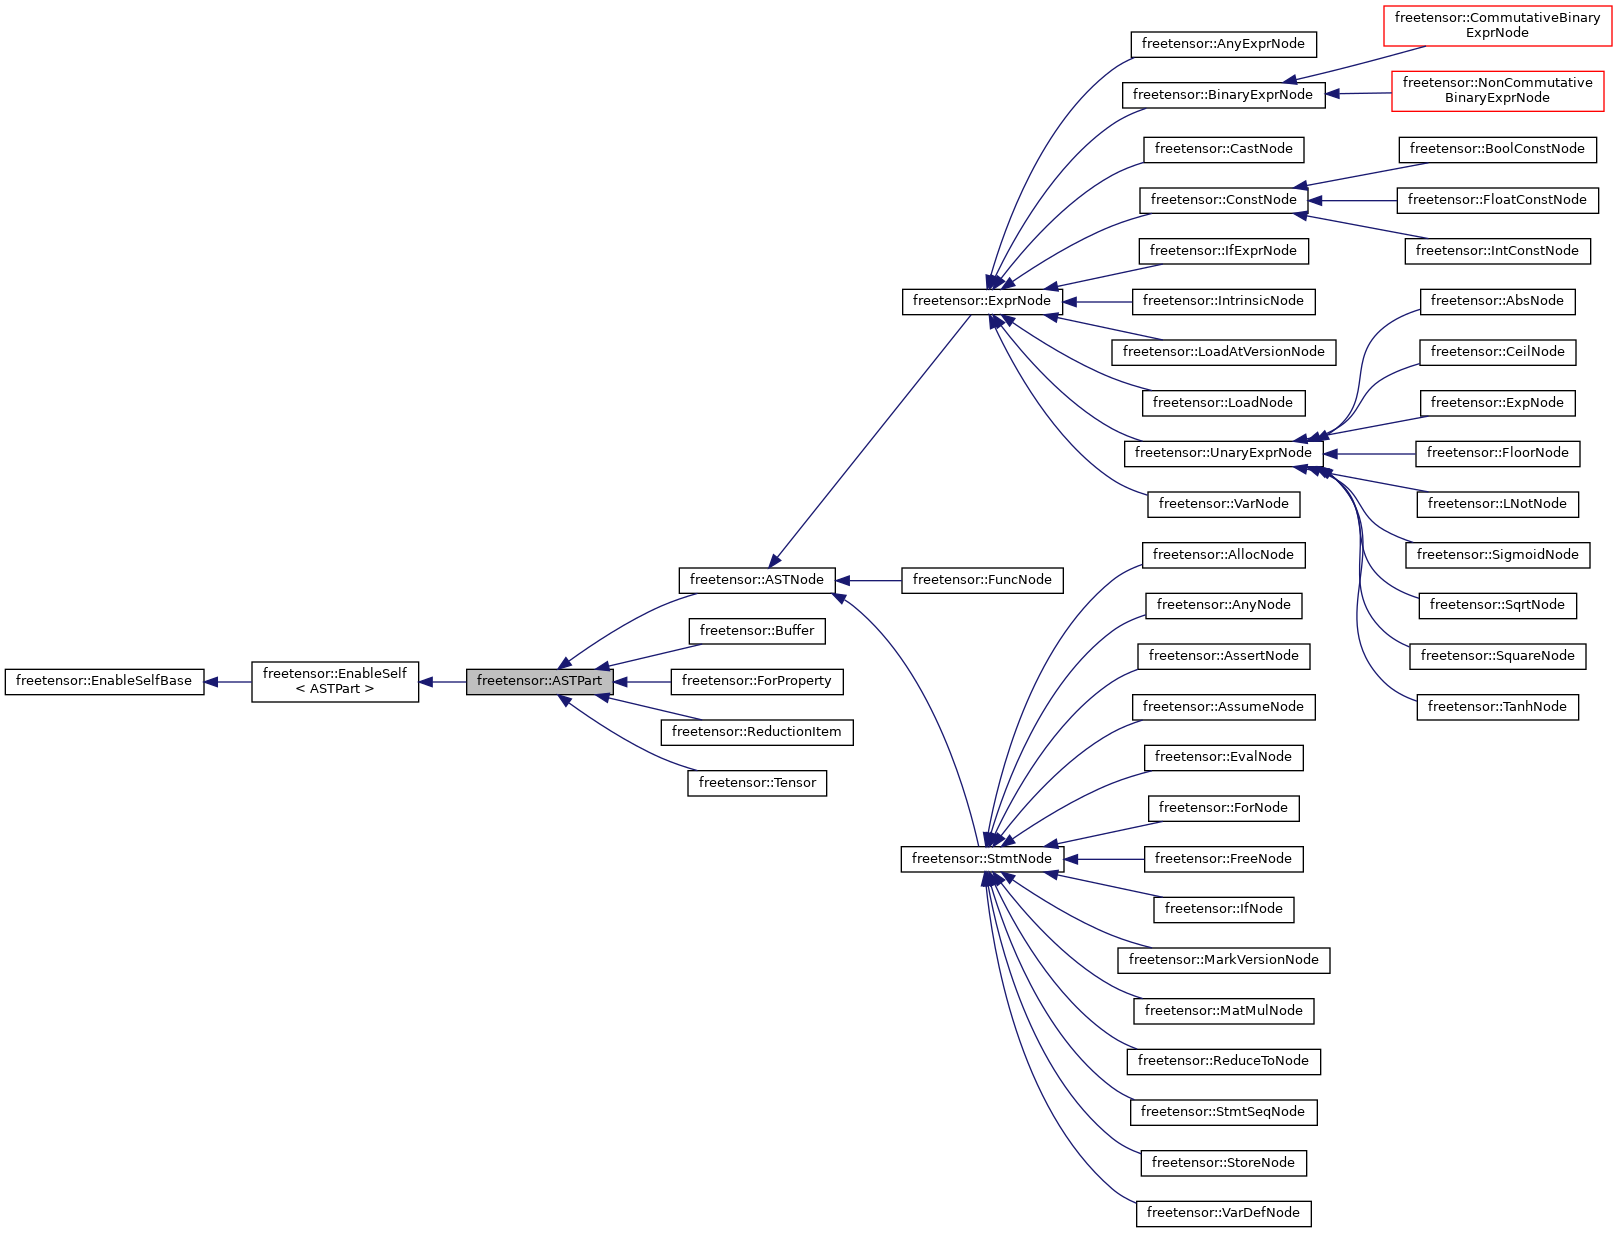 freetensor::EnableSelfBase
freetensor::EnableSelf
< ASTPart >
freetensor::ASTPart
freetensor::ASTNode
freetensor::Buffer
freetensor::ForProperty
freetensor::ReductionItem
freetensor::Tensor
freetensor::ExprNode
freetensor::FuncNode
freetensor::StmtNode
freetensor::AnyExprNode
freetensor::BinaryExprNode
freetensor::CastNode
freetensor::ConstNode
freetensor::IfExprNode
freetensor::IntrinsicNode
freetensor::LoadAtVersionNode
freetensor::LoadNode
freetensor::UnaryExprNode
freetensor::VarNode
freetensor::AllocNode
freetensor::AnyNode
freetensor::AssertNode
freetensor::AssumeNode
freetensor::EvalNode
freetensor::ForNode
freetensor::FreeNode
freetensor::IfNode
freetensor::MarkVersionNode
freetensor::MatMulNode
freetensor::ReduceToNode
freetensor::StmtSeqNode
freetensor::StoreNode
freetensor::VarDefNode
freetensor::CommutativeBinary
ExprNode
freetensor::NonCommutative
BinaryExprNode
freetensor::BoolConstNode
freetensor::FloatConstNode
freetensor::IntConstNode
freetensor::AbsNode
freetensor::CeilNode
freetensor::ExpNode
freetensor::FloorNode
freetensor::LNotNode
freetensor::SigmoidNode
freetensor::SqrtNode
freetensor::SquareNode
freetensor::TanhNode